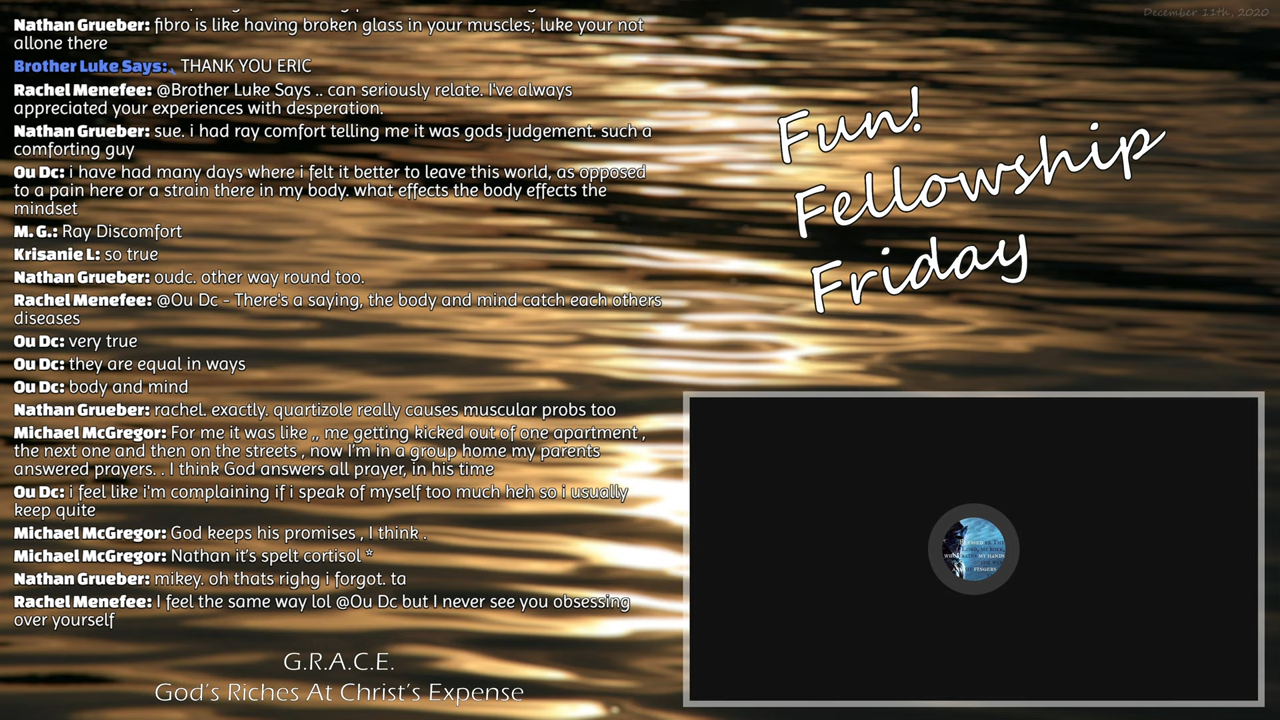 December 11th, 2020
Nathan Grueber: fibro is like having broken glass in your muscles; luke your not
allone there
Brother Luke Says: THANK YOU ERIC
Rachel Menefee: @Brother Luke Says .. can seriously relate. I've always
appreciated your experiences with desperation.
Nathan Grueber: sue. i had ray comfort telling me it was gods judgement. such a
comforting guy
Ou Dc: i have had many days where i felt it better to leave this world, as opposed
to a pain here or a strain there in my body. what effects the body effects the
mindset
M. G.: Ray Discomfort
Krisanie L: so true
Nathan Grueber: oudc. other way round too.
Rachel Menefee: @Ou Dc - There's a saying, the body and mind catch each others
diseases
Ou Dc: very true
Ou Dc: they are equal in ways
Ou Dc: body and mind
Nathan Grueber: rachel. exactly. quartizole really causes muscular probs too
Michael McGregor: For me it was like ,, me getting kicked out of one apartment ,
the next one and then on the streets , now I'm in a group home my parents
answered prayers. . I think God answers all prayer, in his time
Ou Dc: i feel like i'm complaining if i speak of myself too much heh so i usually
keep quite
Michael McGregor: God keeps his promises , I think .
Michael McGregor: Nathan it's spelt cortisol *
Nathan Grueber: mikey. oh thats righg i forgot. ta
Rachel Menefee: I feel the same way lol @Ou Dc but I never see you obsessing
over yourself
G.R.A.C.E.
God's Riches At Christ's Expense
Fun!
Fellowship
Friday
BLESSED BE THE
LORD, MY ROCK,
MY HANDS
FINGERS